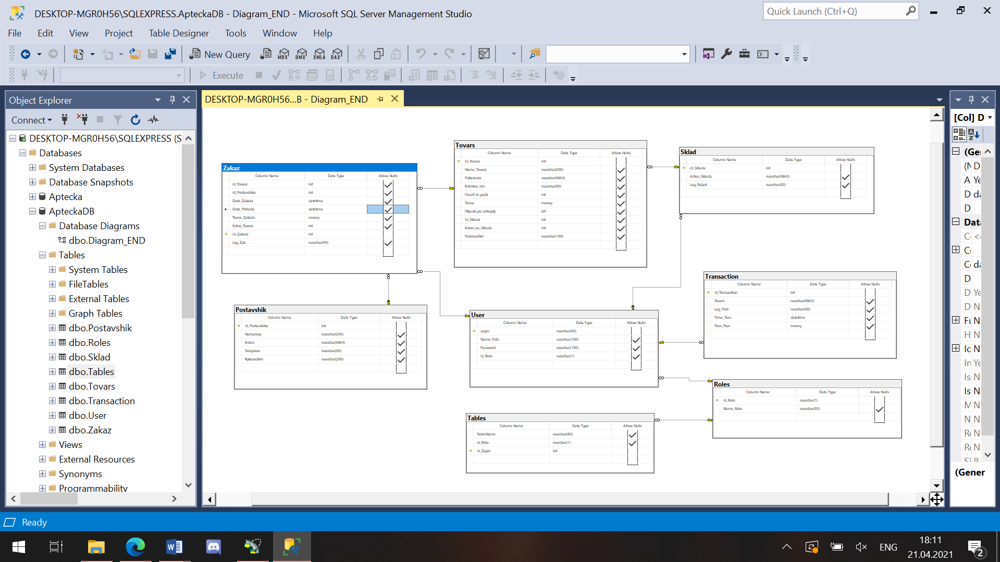 DESKTOP-MGR0H56\SQLEXPRESS.ApteckaDB - Diagram_END - Microsoft SQL Server Management Studio
Quick Launch (Ctrl+Q)
File Edit View Project Table Designer Tools Window Help
New Query MDX DMX XMLA DAX
Execute
Object Explorer
DESKTOP-MGR0H56...B - Diagram_END
Connect
[Col] D
DESKTOP-MGR0H56\SQLEXPRESS (S
Databases
System Databases
Database Snapshots
Aptecka
ApteckaDB
Database Diagrams
dbo.Diagram_END
Tables
System Tables
FileTables
External Tables
Graph Tables
dbo.Postavshik
dbo.Roles
dbo.Sklad
dbo.Tables
dbo.Tovars
dbo.Transaction
dbo.User
dbo.Zakaz
Views
External Resources
Synonyms
Programmability
Zakaz
Column Name Data Type Allow Nulls
Id_Tovara int
Id_Postavshika int
Data_Zakaza datetime
Data_Prihoda datetime
Tsena_Zakaza money
Kolvo_Tovara int
Id_Zakaza int
Log_Zak nvarchar(50)
Tovars
Column Name Data Type Allow Nulls
Id_Tovara int
Name_Tovara nvarchar(200)
Pokazanie nvarchar(MAX)
Edinitsa_Izm nvarchar(50)
Count_in_pack int
Tsena money
Otpusk_po_retsepty bit
Id_Sklada int
Kolvo_na_Sklade int
Proizvoditel nvarchar(150)
Sklad
Column Name Data Type Allow Nulls
Id_Sklada int
Adres_Sklada nvarchar(MAX)
Log_Rabot nvarchar(50)
Postavshik
Column Name Data Type Allow Nulls
Id_Postavshika int
Nazvaniye nvarchar(250)
Adres nvarchar(MAX)
Telephon nvarchar(50)
Rykovoditel nvarchar(250)
User
Column Name Data Type Allow Nulls
Login nvarchar(50)
Name_Polz nvarchar(100)
Password nvarchar(150)
Id_Role nvarchar(1)
Transaction
Column Name Data Type Allow Nulls
Id_Transaction int
Tovars nvarchar(MAX)
Log_Polz nvarchar(50)
Time_Tran datetime
Tsen_Tran money
Roles
Column Name Data Type Allow Nulls
Id_Role nvarchar(1)
Name_Role nvarchar(50)
Tables
Column Name Data Type Allow Nulls
TableName nvarchar(50)
Id_Role nvarchar(1)
Id_Zapis int
(Ge
(N D
A Ye
D da
D
Data
Cc <
Cc
Cc da
D
D Ye
D N
Fu N
H N
Ic N
In Ye
Is N
Is N
M N
N N
Re N
Rc N
(Gener
Ready
ENG
18:11
21.04.2021
2